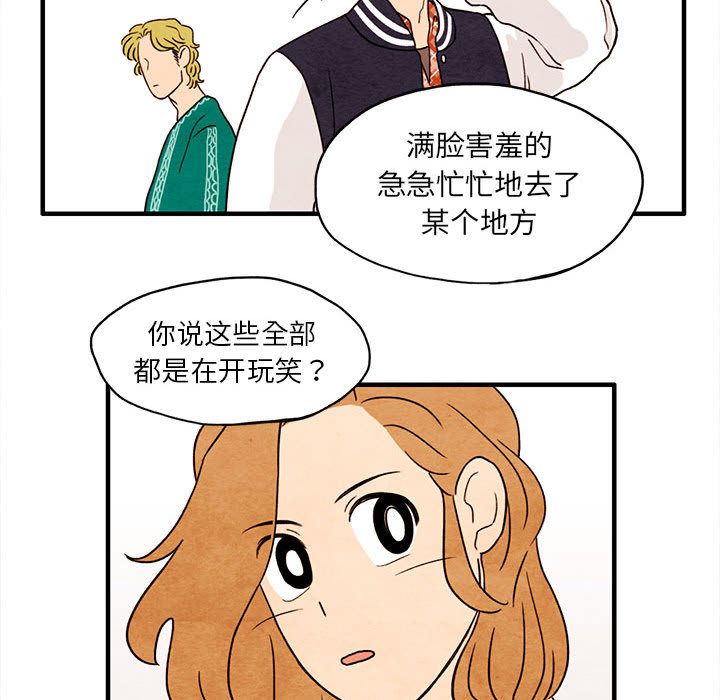 满脸害羞的
急急忙忙地去了
某个地方
你说这些全部
都是在开玩笑？